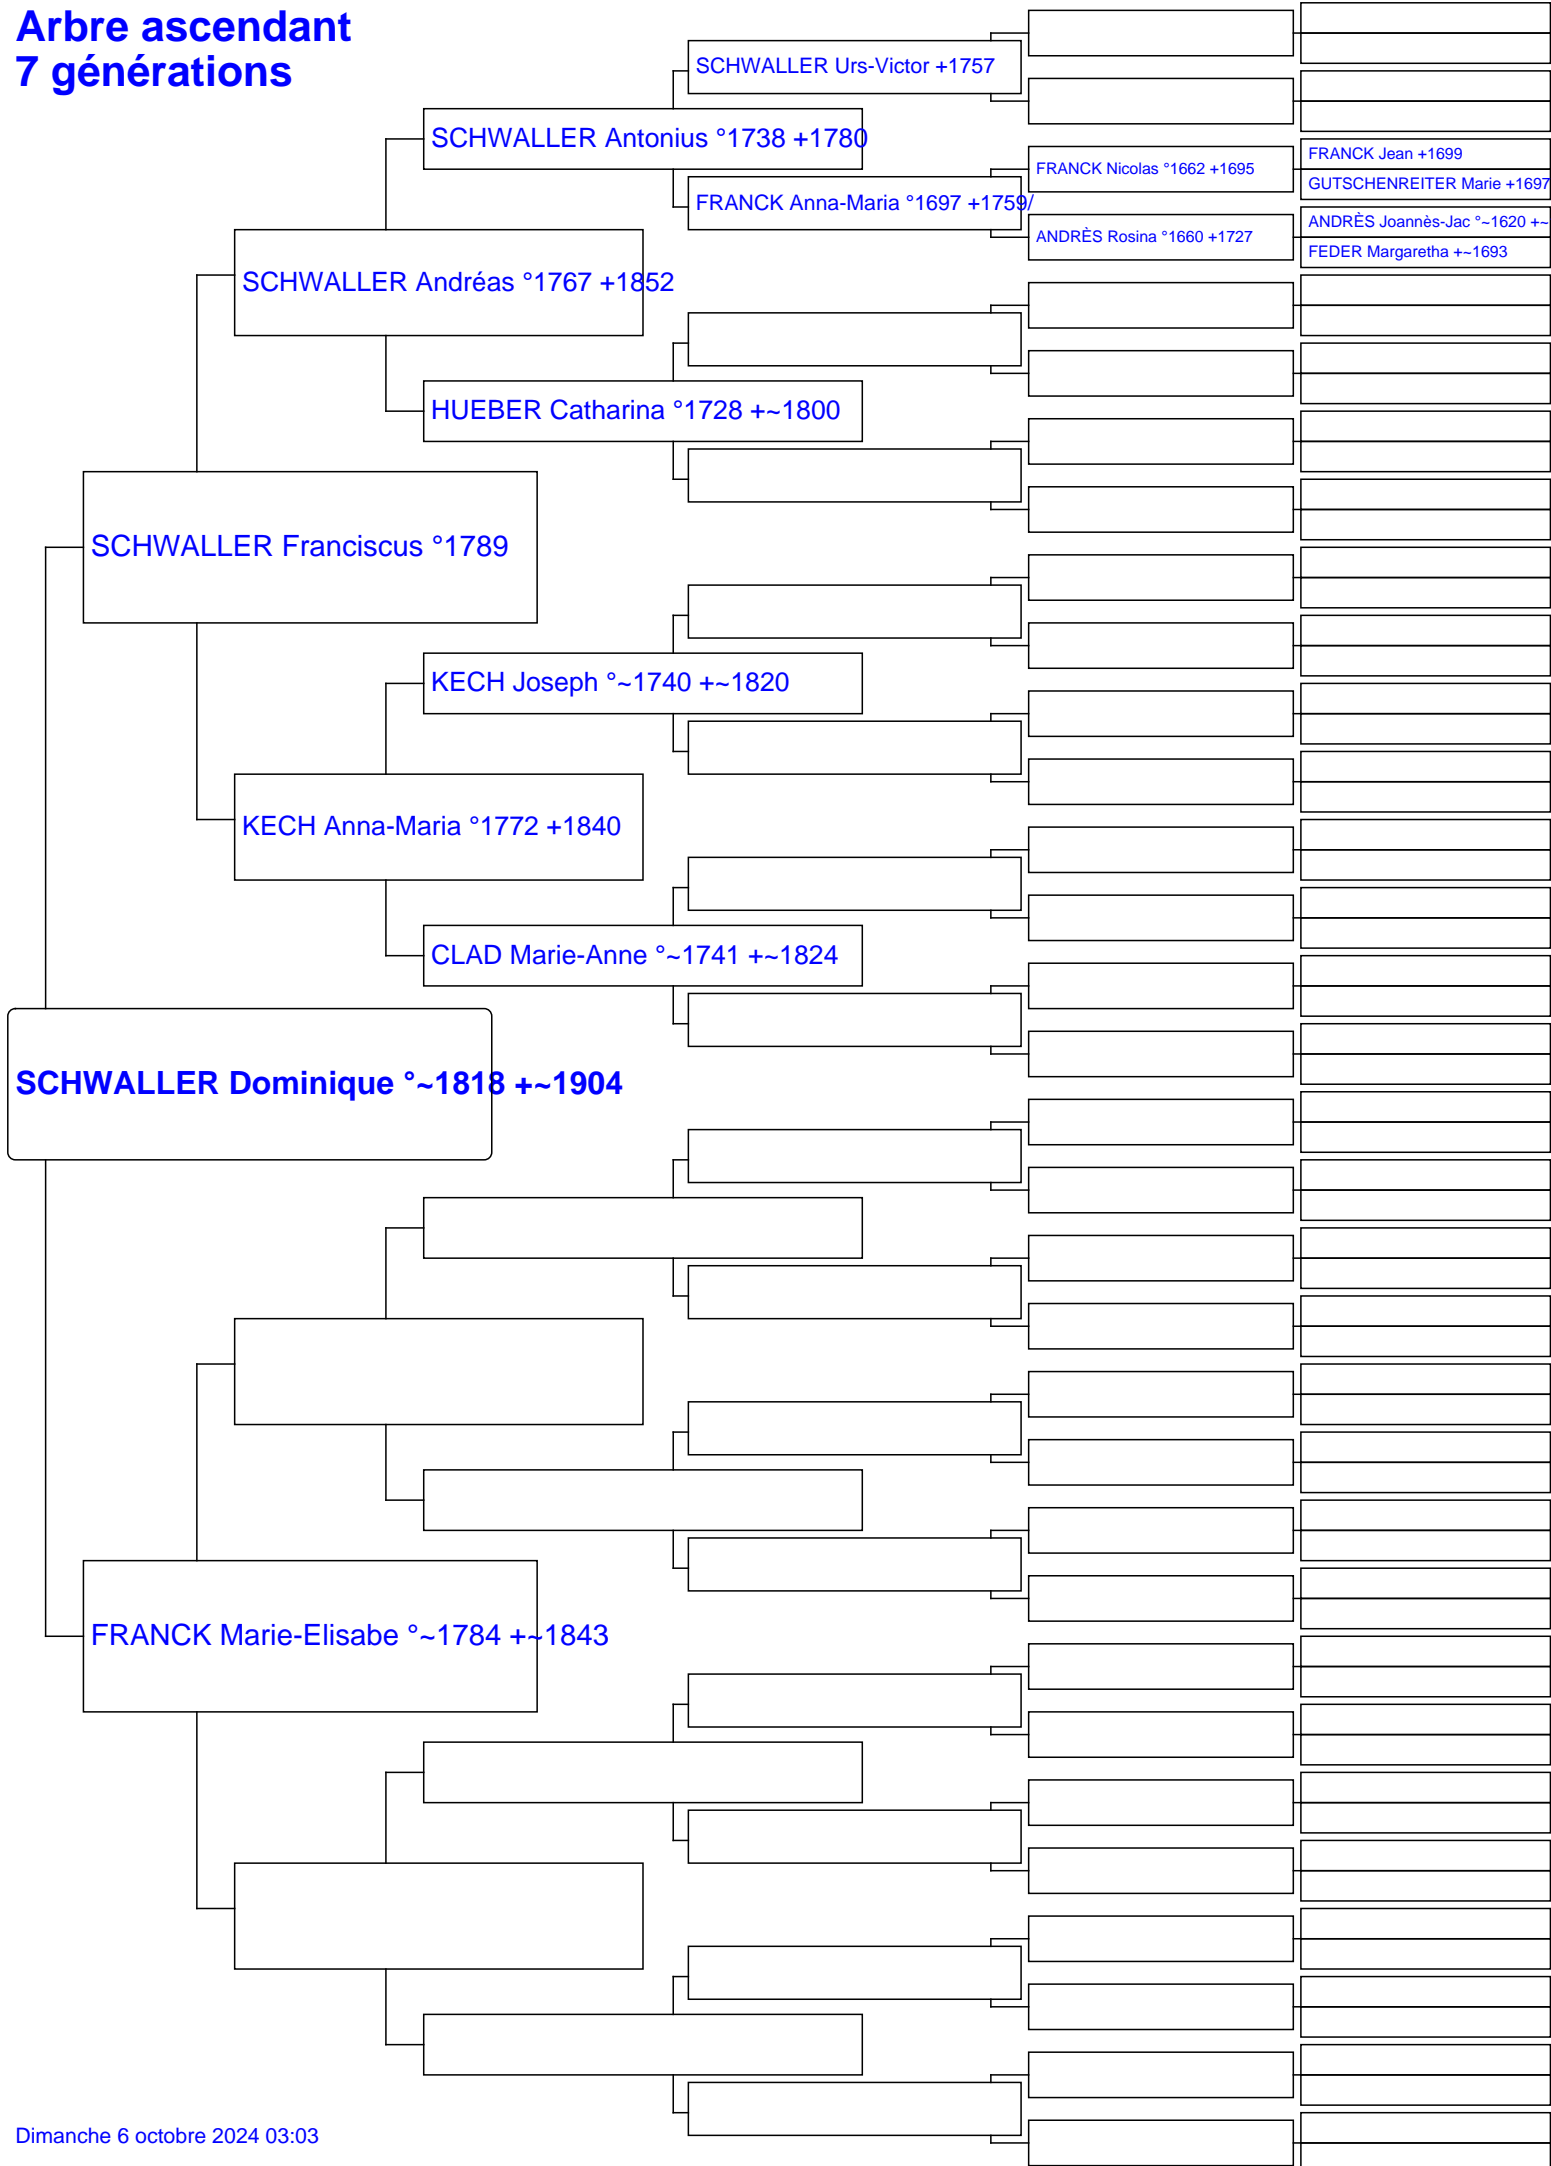 Arbre ascendant
7 générations
SCHWALLER Urs-Victor +1757
SCHWALLER Antonius °1738 +1780
FRANCK Jean +1699
FRANCK Nicolas °1662 +1695
GUTSCHENREITER Marie +1697
FRANCK Anna-Maria °1697 +1759/
ANDRÈS Joannès-Jac °~1620 +~
ANDRÈS Rosina °1660 +1727
FEDER Margaretha +~1693
SCHWALLER Andréas °1767 +1852
HUEBER Catharina °1728 +~1800
SCHWALLER Franciscus °1789
KECH Joseph °~1740 +~1820
KECH Anna-Maria °1772 +1840
CLAD Marie-Anne °~1741 +~1824
SCHWALLER Dominique °~1818 +~1904
FRANCK Marie-Elisabe °~1784 +~1843
Dimanche 6 octobre 2024 03:03